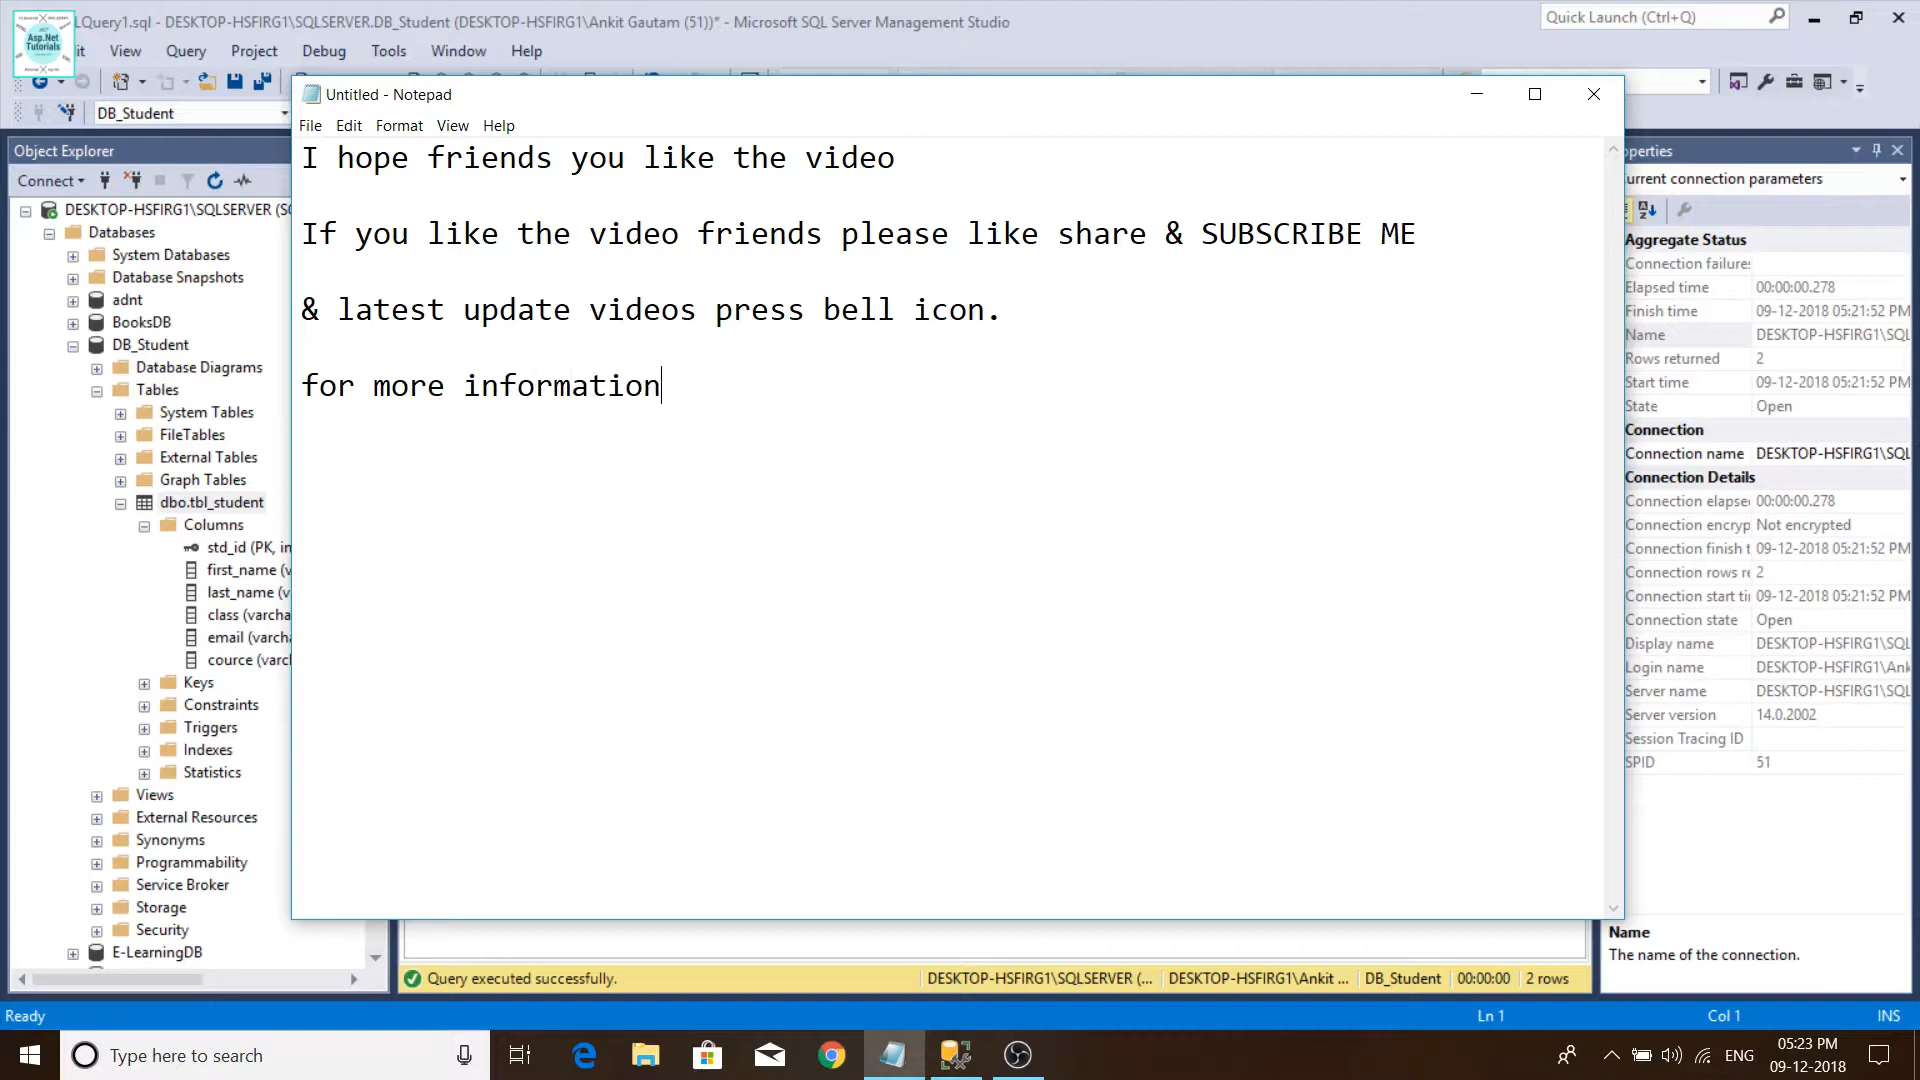 Query1.sql - DESKTOP-HSFIRG1\SQLSERVER.DB_Student (DESKTOP-HSFIRG1\Ankit Gautam (51))* - Microsoft SQL Server Management Studio
Quick Launch (Ctrl+Q)
Asp.Net
Tutorials
View Query Project Debug Tools Window Help
DB_Student
Untitled - Notepad
File Edit Format View Help
I hope friends you like the video
If you like the video friends please like share & SUBSCRIBE ME
& latest update videos press bell icon.
for more information
Object Explorer
Connect
DESKTOP-HSFIRG1\SQLSERVER (SQ
Databases
System Databases
Database Snapshots
adnt
BooksDB
DB_Student
Database Diagrams
Tables
System Tables
FileTables
External Tables
Graph Tables
dbo.tbl_student
Columns
std_id (PK, in
first_name (v
last_name (v
class (varcha
email (varcha
cource (varch
Keys
Constraints
Triggers
Indexes
Statistics
Views
External Resources
Synonyms
Programmability
Service Broker
Storage
Security
E-LearningDB
perties
urrent connection parameters
Aggregate Status
Connection failures
Elapsed time 00:00:00.278
Finish time 09-12-2018 05:21:52 PM
Name DESKTOP-HSFIRG1\SQL
Rows returned 2
Start time 09-12-2018 05:21:52 PM
State Open
Connection
Connection name DESKTOP-HSFIRG1\SQL
Connection Details
Connection elapsed 00:00:00.278
Connection encryp Not encrypted
Connection finish t 09-12-2018 05:21:52 PM
Connection rows re 2
Connection start tin 09-12-2018 05:21:52 PM
Connection state Open
Display name DESKTOP-HSFIRG1\SQL
Login name DESKTOP-HSFIRG1\Ank
Server name DESKTOP-HSFIRG1\SQL
Server version 14.0.2002
Session Tracing ID
SPID 51
Name
The name of the connection.
Query executed successfully. DESKTOP-HSFIRG1\SQLSERVER (... DESKTOP-HSFIRG1\Ankit ... DB_Student 00:00:00 2 rows
Ready Ln 1 Col 1 INS
Type here to search
ENG
05:23 PM
09-12-2018